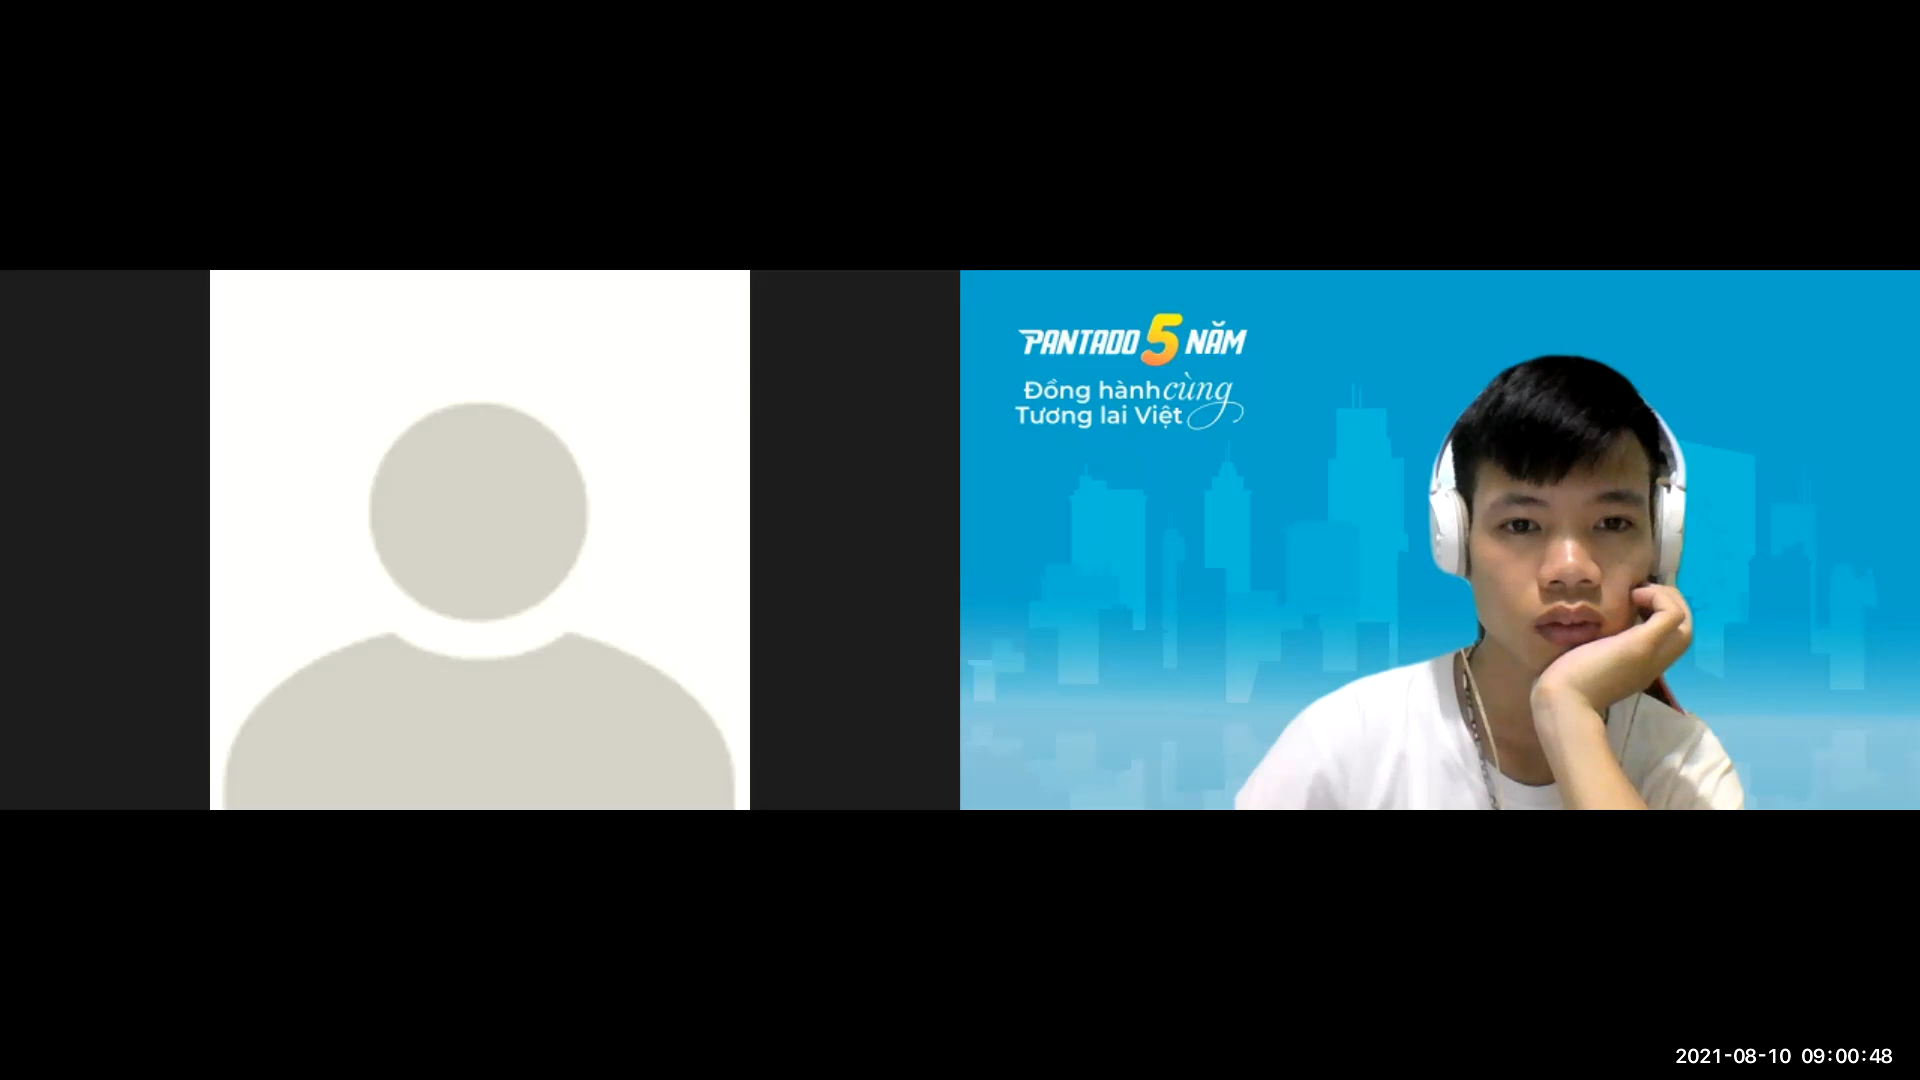 PANTADO 5 NĂM
Đồng hành cùng
Tương lai Việt
2021-08-10 09:00:48